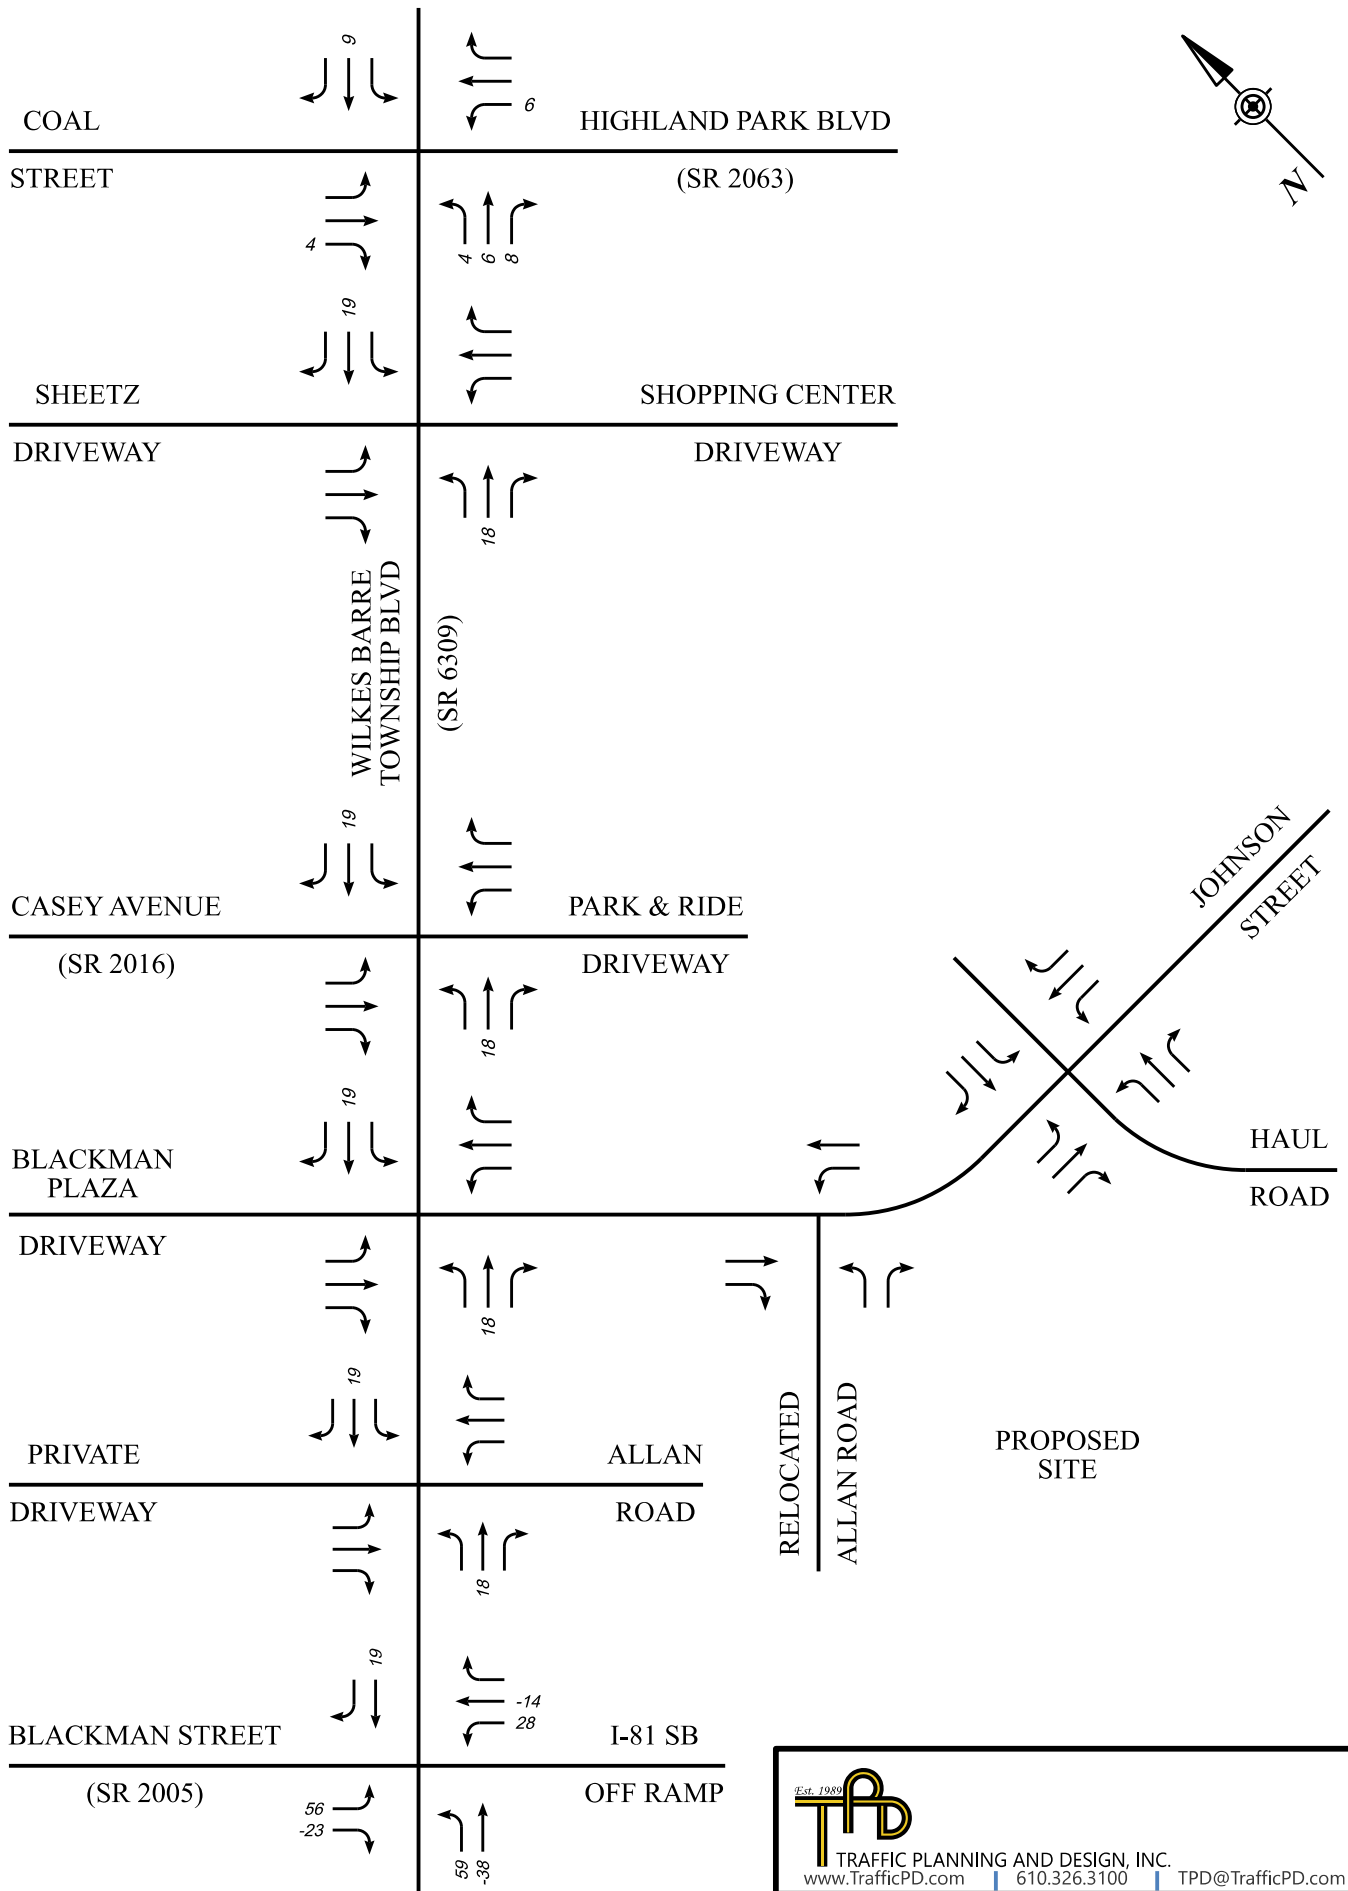 9
6
COAL
HIGHLAND PARK BLVD
STREET
(SR 2063)
N
4
4
6
8
19
SHEETZ
SHOPPING CENTER
DRIVEWAY
DRIVEWAY
18
WILKES BARRE
TOWNSHIP BLVD
(SR 6309)
19
CASEY AVENUE
PARK & RIDE
(SR 2016)
DRIVEWAY
JOHNSON
STREET
18
19
BLACKMAN
PLAZA
HAUL
ROAD
DRIVEWAY
18
19
PRIVATE
ALLAN
DRIVEWAY
ROAD
RELOCATED
ALLAN ROAD
PROPOSED
SITE
18
19
-14
28
BLACKMAN STREET
I-81 SB
(SR 2005)
OFF RAMP
56
-23
59
-38
Est. 1989
TPD
TRAFFIC PLANNING AND DESIGN, INC.
www.TrafficPD.com 610.326.3100 TPD@TrafficPD.com